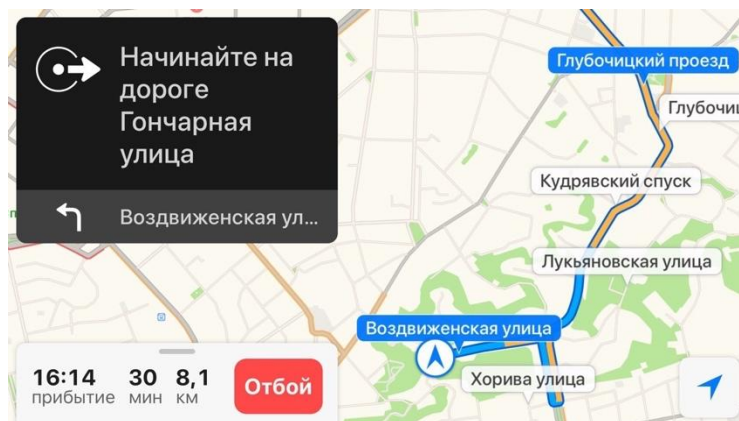 Начинайте на
дороге
Гончарная
улица
Воздвиженская ул...
Глубочицкий проезд
Глубочи
Кудрявский спуск
Лукьяновская улица
Воздвиженская улица
Хорива улица
16:14 30 8,1
прибытие мин км
Отбой